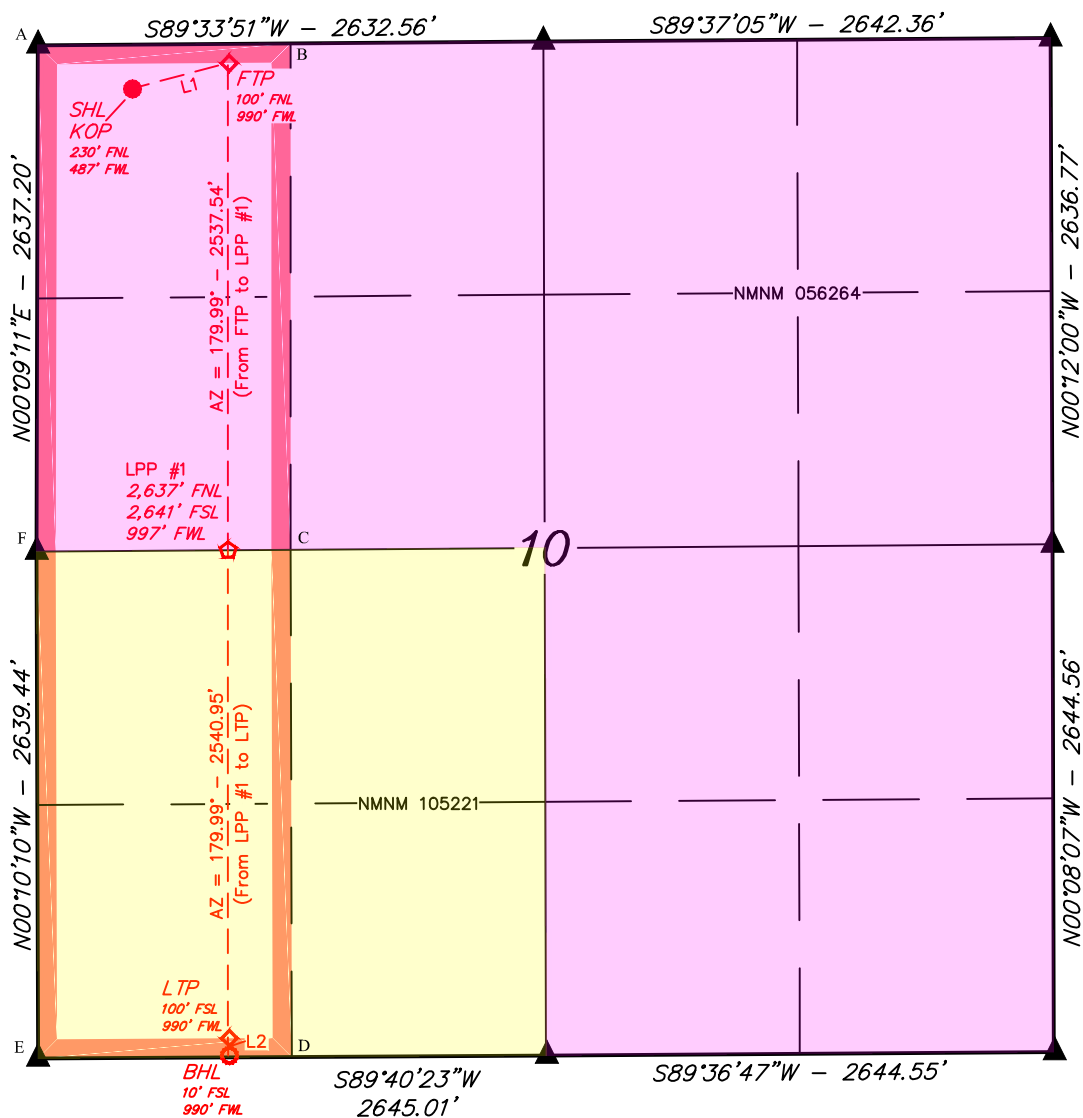 S89°33'51"W - 2632.56'
S89°37'05"W - 2642.36'
A
B
FTP
100' FNL
990' FWL
L1
SHL
KOP
230' FNL
487' FWL
N00°09'11"E - 2637.20'
AZ = 179.99° - 2537.54'
(From FTP to LPP #1)
N00°12'00"W - 2636.77'
NMNM 056264
LPP #1
2,637' FNL
2,641' FSL
997' FWL
F
C
10
N00°10'10"W - 2639.44'
AZ = 179.99° - 2540.95'
(From LPP #1 to LTP)
N00°08'07"W - 2644.56'
NMNM 105221
LTP
100' FSL
990' FWL
E
L2
D
BHL
10' FSL
990' FWL
S89°40'23"W
2645.01'
S89°36'47"W - 2644.55'